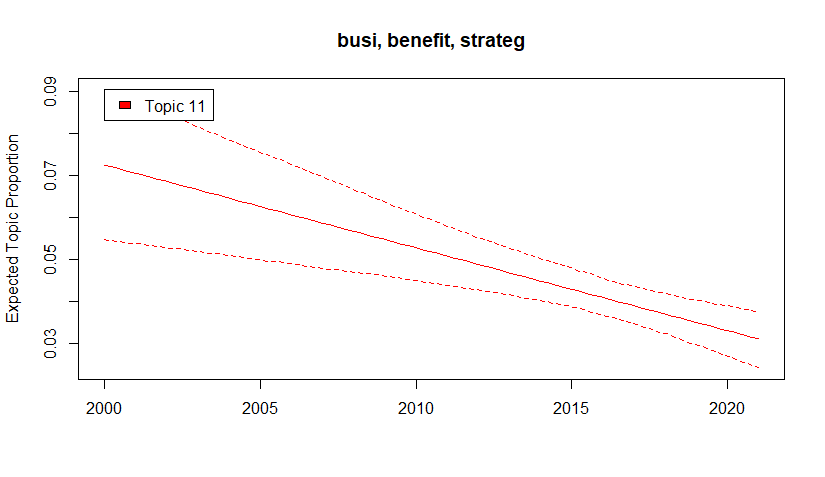 busi, benefit, strateg
Topic 11
Expected Topic Proportion
0.09
0.07
0.05
0.03
2000 2005 2010 2015 2020